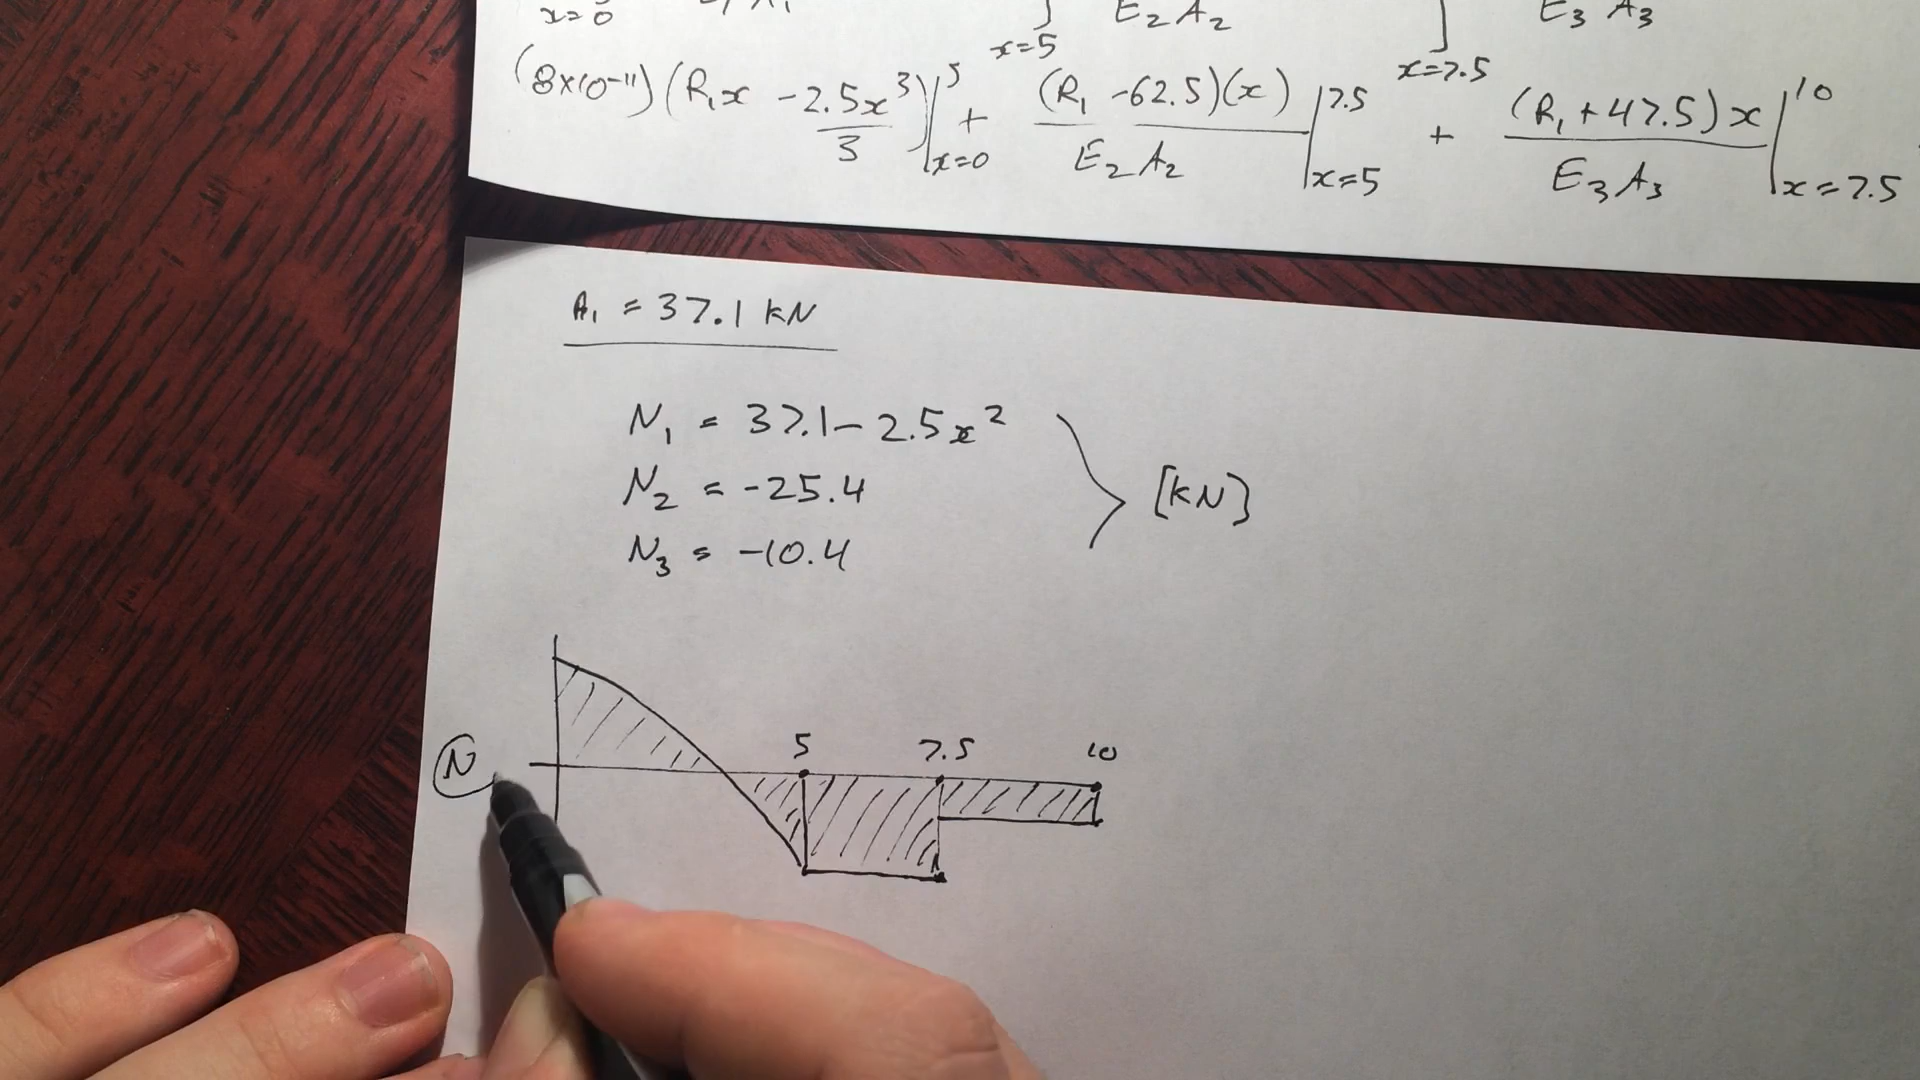 x=0 x=5 E₂A₂ x=7.5 E₃A₃
(8×10⁻¹¹)(R₁x - 2.5x³/3)|⁵ₓ₌₀ + (R₁ - 62.5)(x)/E₂A₂ |⁷·⁵ₓ₌₅ + (R₁ + 47.5)x/E₃A₃ |¹⁰ₓ₌₇.₅
A₁ = 37.1 kN
N₁ = 37.1 - 2.5x²
N₂ = -25.4 [kN]
N₃ = -10.4
N 5 7.5 10